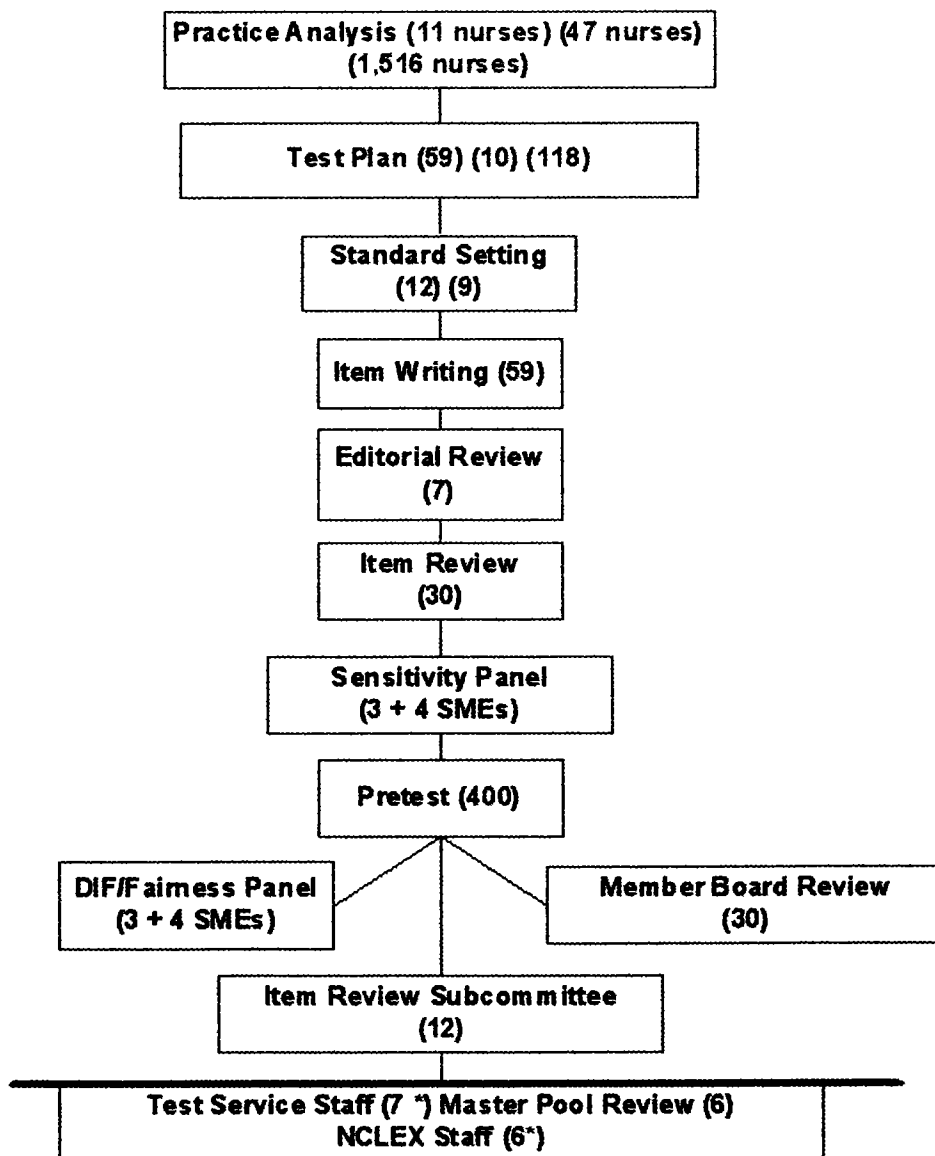 Practice Analysis (11 nurses) (47 nurses)
(1,516 nurses)
Test Plan (59) (10) (118)
Standard Setting
(12) (9)
Item Writing (59)
Editorial Review
(7)
Item Review
(30)
Sensitivity Panel
(3 + 4 SMEs)
Pretest (400)
DIF/Fairness Panel
(3 + 4 SMEs)
Member Board Review
(30)
Item Review Subcommittee
(12)
Test Service Staff (7 *) Master Pool Review (6)
NCLEX Staff (6*)